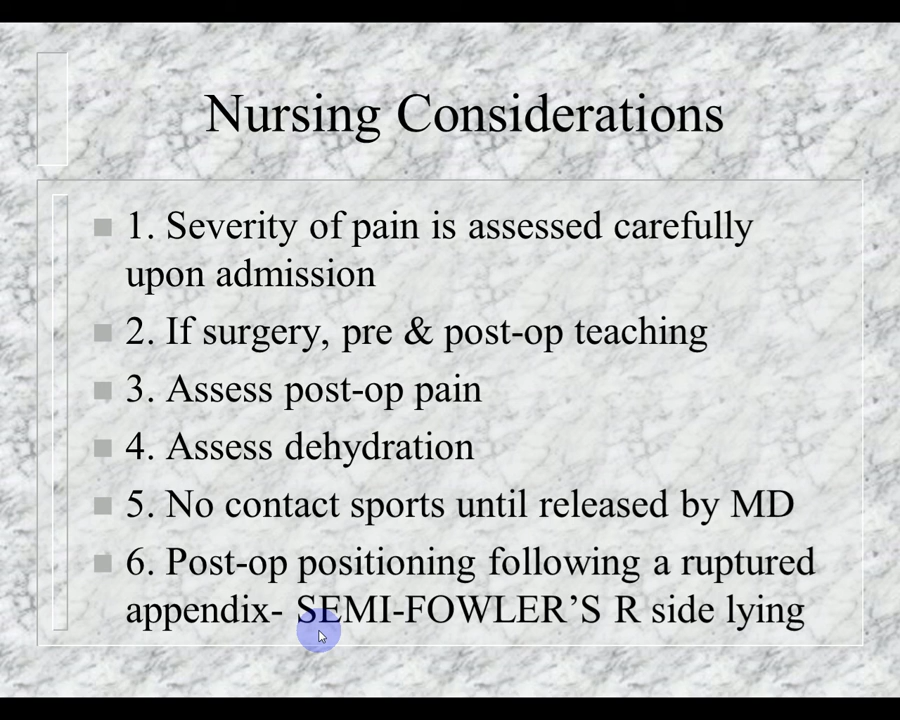 Nursing Considerations
1. Severity of pain is assessed carefully
upon admission
2. If surgery, pre & post-op teaching
3. Assess post-op pain
4. Assess dehydration
5. No contact sports until released by MD
6. Post-op positioning following a ruptured
appendix- SEMI-FOWLER’S R side lying